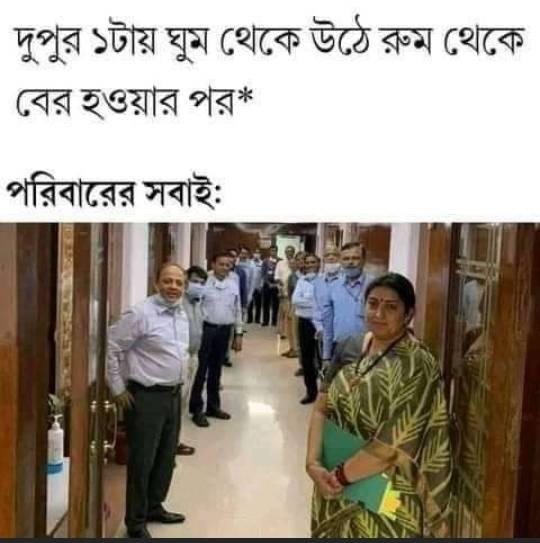 দুপুর ১টায় ঘুম থেকে উঠে রুম থেকে
বের হওয়ার পর*
পরিবারের সবাই: